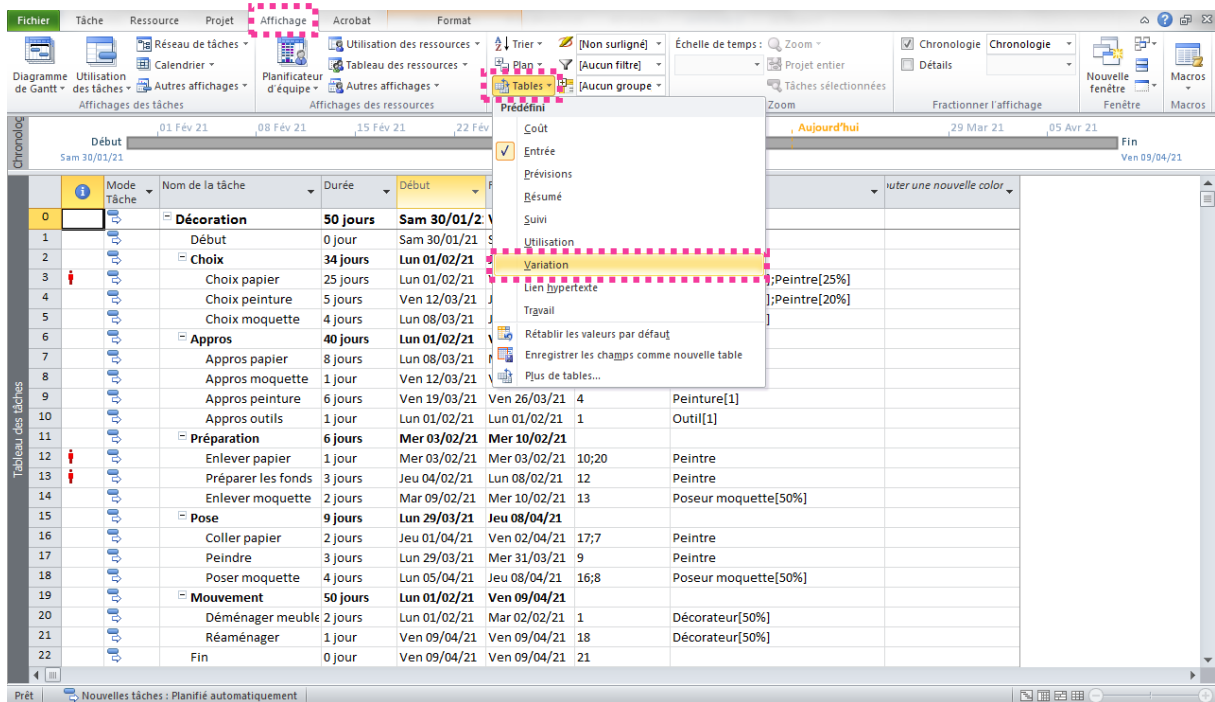 Fichier Tâche Ressource Projet Affichage Acrobat Format
Diagramme de Gantt
Utilisation des tâches
Réseau de tâches
Calendrier
Autres affichages
Affichages des tâches
Planificateur d'équipe
Utilisation des ressources
Tableau des ressources
Autres affichages
Affichages des ressources
Trier [Non surligné]
Plan [Aucun filtre]
Tables [Aucun groupe
Échelle de temps : Zoom
Projet entier
Tâches sélectionnées
Zoom
Chronologie Chronologie
Détails
Fractionner l'affichage
Nouvelle fenêtre
Fenêtre
Macros
Macros
Prédéfini
Coût
Entrée
Prévisions
Résumé
Suivi
Utilisation
Variation
Lien hypertexte
Travail
Rétablir les valeurs par défaut
Enregistrer les champs comme nouvelle table
Plus de tables...
01 Fév 21 08 Fév 21 15 Fév 21 22 Fév Aujourd'hui 29 Mar 21 05 Avr 21
Début
Sam 30/01/21
Fin
Ven 09/04/21
Chronolog
Tableau des tâches
Mode Tâche Nom de la tâche Durée Début outer une nouvelle color
0 Décoration 50 jours Sam 30/01/2
1 Début 0 jour Sam 30/01/21
2 Choix 34 jours Lun 01/02/21
3 Choix papier 25 jours Lun 01/02/21 ];Peintre[25%]
4 Choix peinture 5 jours Ven 12/03/21 ];Peintre[20%]
5 Choix moquette 4 jours Lun 08/03/21 ]
6 Appros 40 jours Lun 01/02/21
7 Appros papier 8 jours Lun 08/03/21
8 Appros moquette 1 jour Ven 12/03/21
9 Appros peinture 6 jours Ven 19/03/21 Ven 26/03/21 4 Peinture[1]
10 Appros outils 1 jour Lun 01/02/21 Lun 01/02/21 1 Outil[1]
11 Préparation 6 jours Mer 03/02/21 Mer 10/02/21
12 Enlever papier 1 jour Mer 03/02/21 Mer 03/02/21 10;20 Peintre
13 Préparer les fonds 3 jours Jeu 04/02/21 Lun 08/02/21 12 Peintre
14 Enlever moquette 2 jours Mar 09/02/21 Mer 10/02/21 13 Poseur moquette[50%]
15 Pose 9 jours Lun 29/03/21 Jeu 08/04/21
16 Coller papier 2 jours Jeu 01/04/21 Ven 02/04/21 17;7 Peintre
17 Peindre 3 jours Lun 29/03/21 Mer 31/03/21 9 Peintre
18 Poser moquette 4 jours Lun 05/04/21 Jeu 08/04/21 16;8 Poseur moquette[50%]
19 Mouvement 50 jours Lun 01/02/21 Ven 09/04/21
20 Déménager meuble 2 jours Lun 01/02/21 Mar 02/02/21 1 Décorateur[50%]
21 Réaménager 1 jour Ven 09/04/21 Ven 09/04/21 18 Décorateur[50%]
22 Fin 0 jour Ven 09/04/21 Ven 09/04/21 21
Prêt Nouvelles tâches : Planifié automatiquement